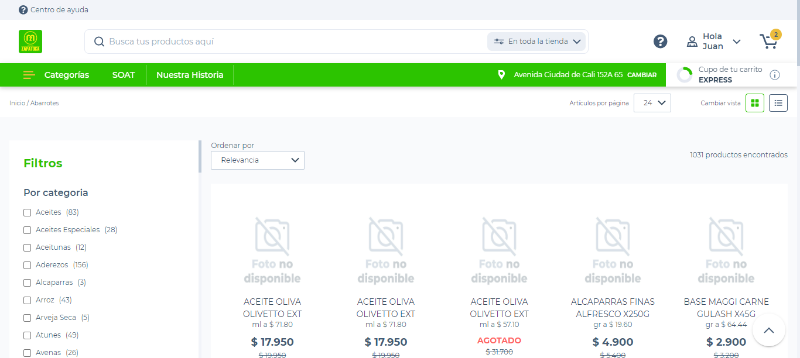 Centro de ayuda
Busca tus productos aquí
En toda la tienda
Hola
Juan
2
Categorías
SOAT
Nuestra Historia
Avenida Ciudad de Cali 152A 65 CAMBIAR
Cupo de tu carrito
EXPRESS
Inicio / Abarrotes
Artículos por página
24
Cambiar vista
Filtros
Por categoria
Aceites (83)
Aceites Especiales (28)
Aceitunas (12)
Aderezos (156)
Alcaparras (3)
Arroz (43)
Arveja Seca (5)
Atunes (49)
Avenas (26)
Ordenar por
Relevancia
1031 productos encontrados
Foto no
disponible
ACEITE OLIVA
OLIVETTO EXT
ml a $ 71.80
$ 17.950
$ 19.950
Foto no
disponible
ACEITE OLIVA
OLIVETTO EXT
ml a $ 71.80
$ 17.950
$ 19.950
Foto no
disponible
ACEITE OLIVA
OLIVETTO EXT
ml a $ 57.10
AGOTADO
$ 31.700
Foto no
disponible
ALCAPARRAS FINAS
ALFRESCO X250G
gr a $ 19.60
$ 4.900
$ 5.400
Foto no
disponible
BASE MAGGI CARNE
GULASH X45G
gr a $ 64.44
$ 2.900
$ 3.200